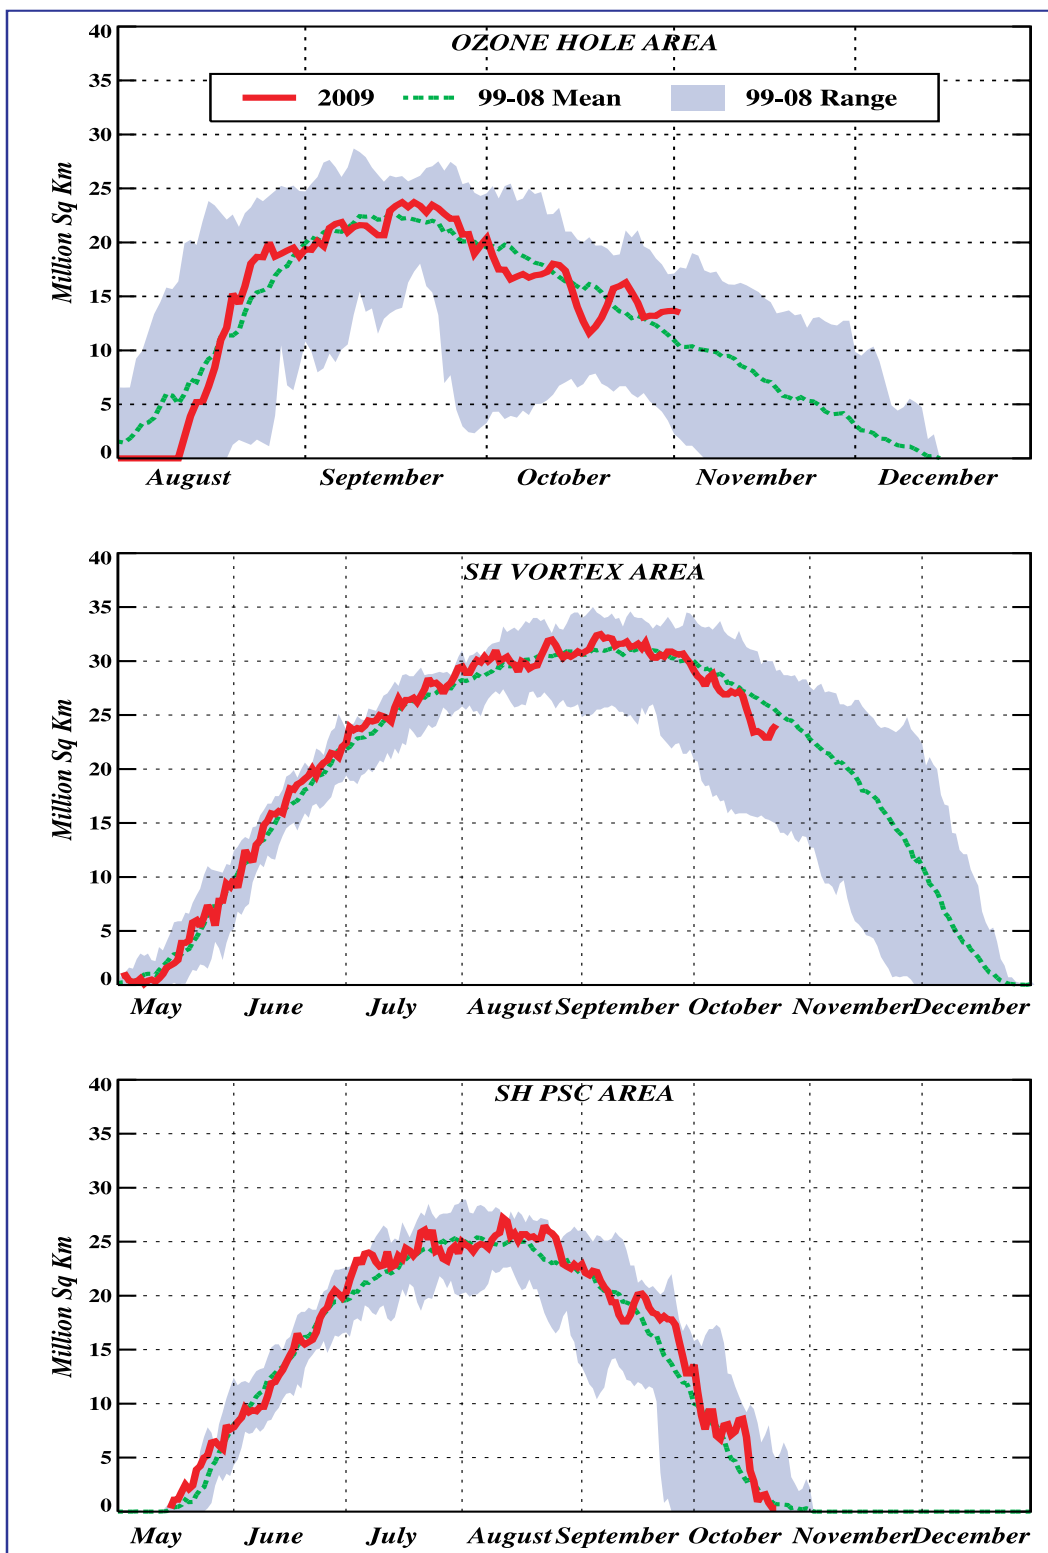 OZONE HOLE AREA
2009 99-08 Mean 99-08 Range
40
35
30
25
20
15
10
5
0
Million Sq Km
August September October November December
SH VORTEX AREA
40
35
30
25
20
15
10
5
0
Million Sq Km
May June July August September October November December
SH PSC AREA
40
35
30
25
20
15
10
5
0
Million Sq Km
May June July August September October November December